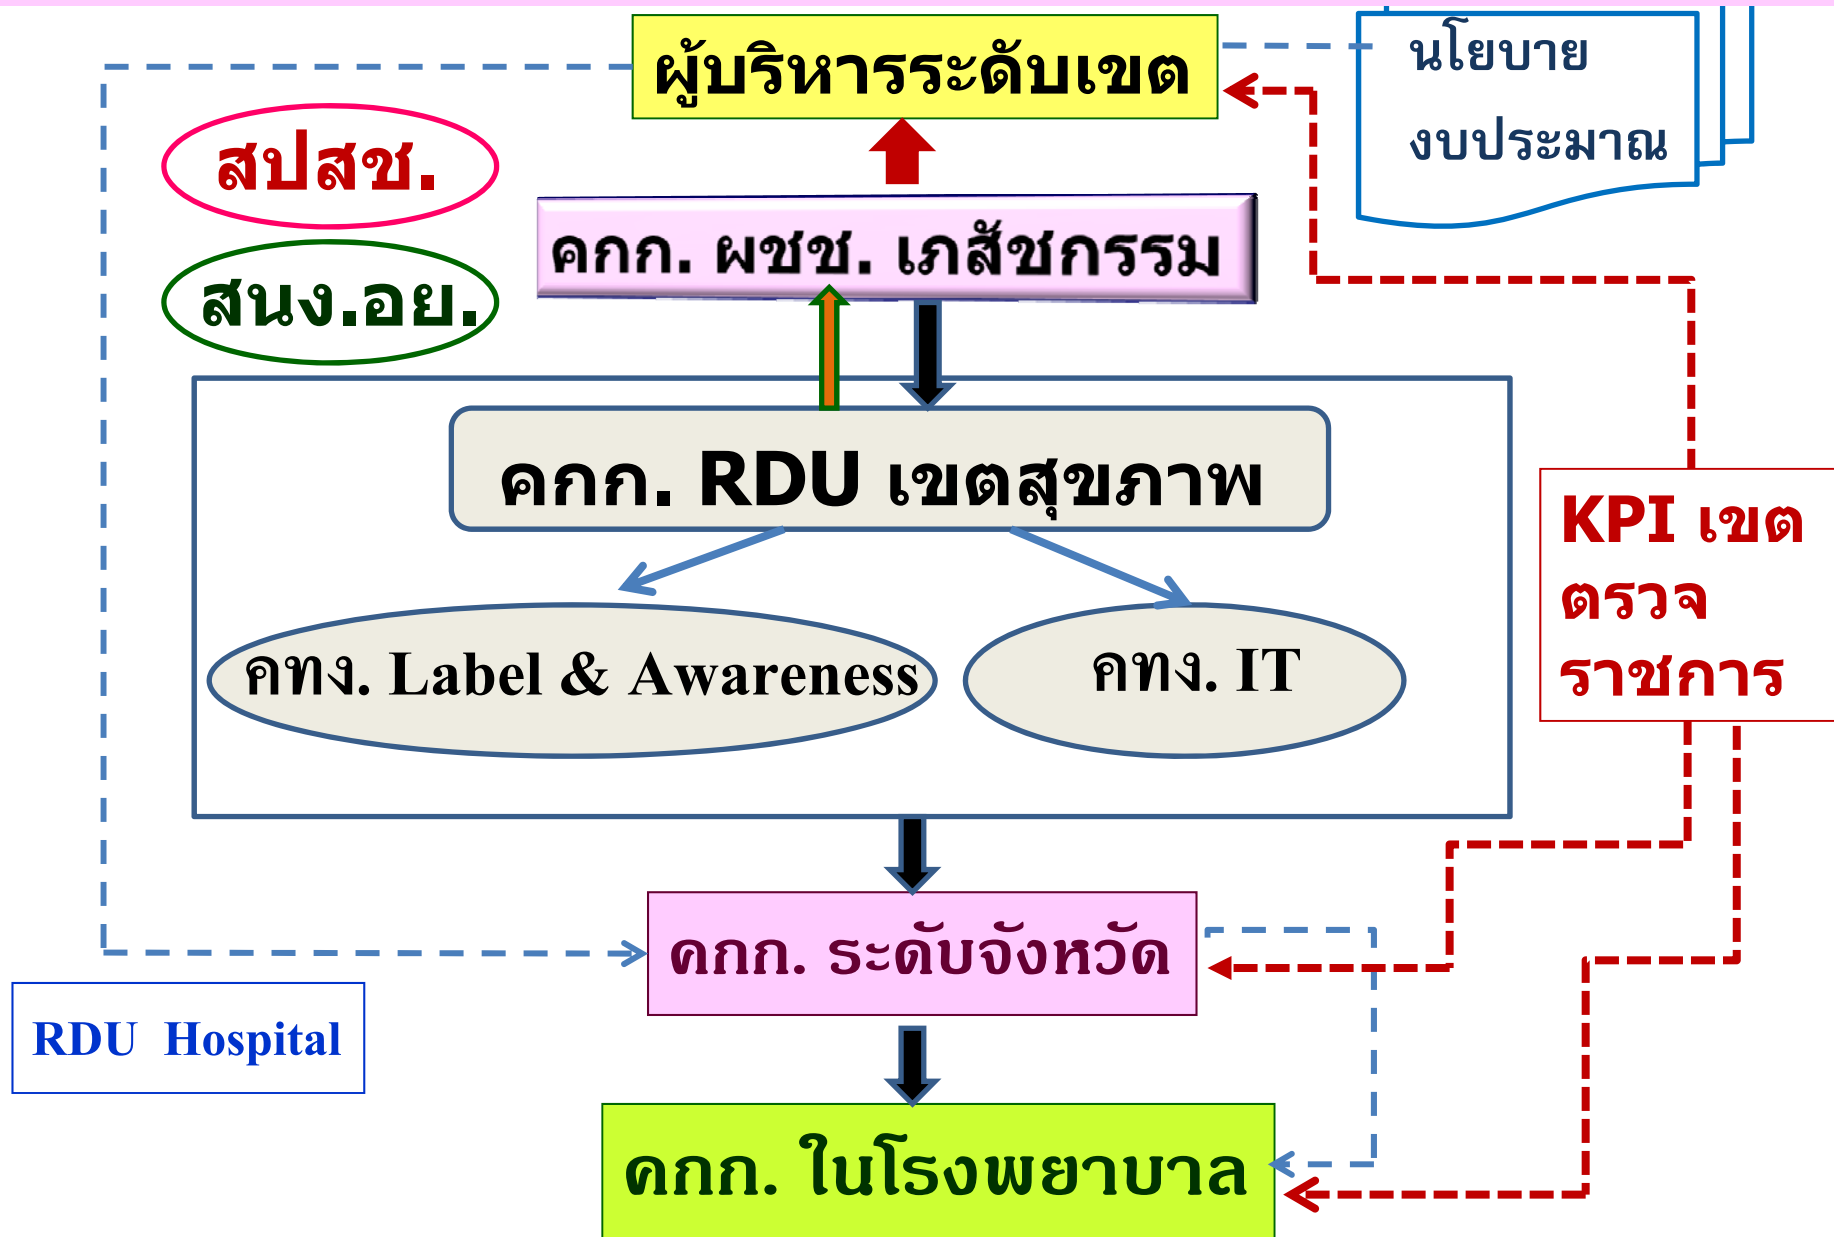 ผู้บริหารระดับเขต
นโยบาย
งบประมาณ
สปสช.
คกก. ผชช. เภสัชกรรม
สนง.อย.
คกก. RDU เขตสุขภาพ
KPI เขต
ตรวจ
ราชการ
คทง. Label & Awareness
คทง. IT
คกก. ระดับจังหวัด
RDU Hospital
คกก. ในโรงพยาบาล